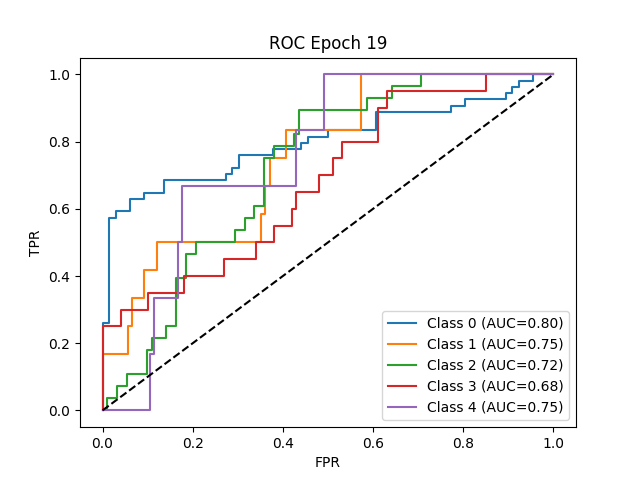 ROC Epoch 19
TPR
1.0
0.8
0.6
0.4
0.2
0.0
Class 0 (AUC=0.80)
Class 1 (AUC=0.75)
Class 2 (AUC=0.72)
Class 3 (AUC=0.68)
Class 4 (AUC=0.75)
0.0 0.2 0.4 0.6 0.8 1.0
FPR